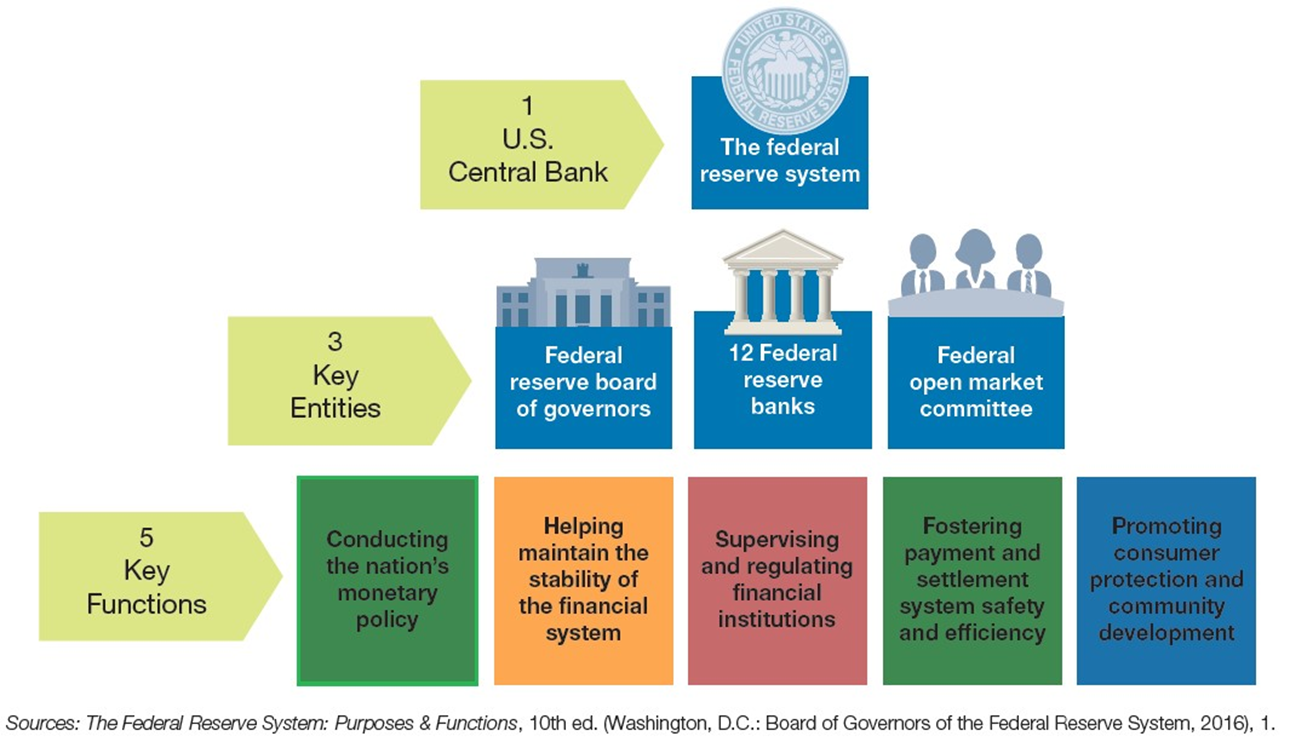 UNITED STATES
FEDERAL RESERVE SYSTEM
1
U.S.
Central Bank
The federal
reserve system
3
Key
Entities
Federal
reserve board
of governors
12 Federal
reserve
banks
Federal
open market
committee
5
Key
Functions
Conducting
the nation’s
monetary
policy
Helping
maintain the
stability of
the financial
system
Supervising
and regulating
financial
institutions
Fostering
payment and
settlement
system safety
and efficiency
Promoting
consumer
protection and
community
development
Sources: The Federal Reserve System: Purposes & Functions, 10th ed. (Washington, D.C.: Board of Governors of the Federal Reserve System, 2016), 1.